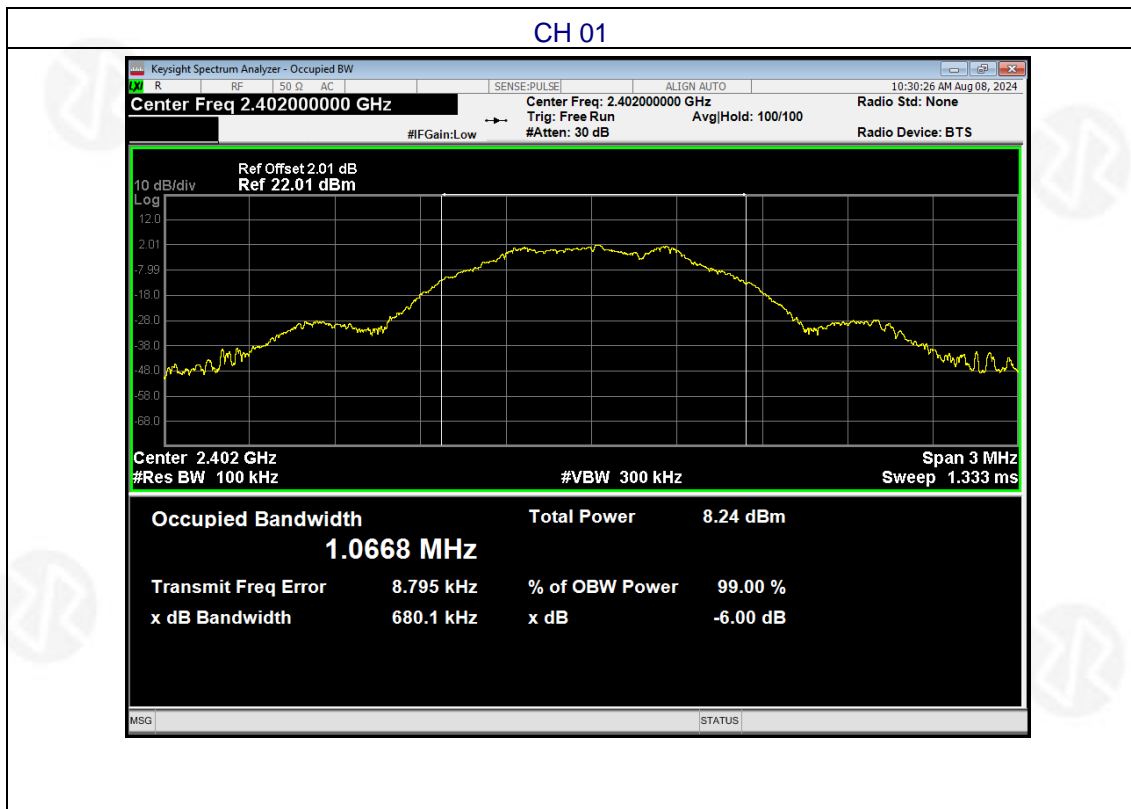 CH 01
Keysight Spectrum Analyzer - Occupied BW
LXI R RF 50 Ω AC SENSE:PULSE ALIGN AUTO 10:30:26 AM Aug 08, 2024
Center Freq 2.402000000 GHz Center Freq: 2.402000000 GHz Radio Std: None
Trig: Free Run Avg|Hold: 100/100
#IFGain:Low #Atten: 30 dB Radio Device: BTS
Ref Offset 2.01 dB
10 dB/div Ref 22.01 dBm
Log
12.0
2.01
-7.99
-18.0
-28.0
-38.0
-48.0
-58.0
-68.0
Center 2.402 GHz Span 3 MHz
#Res BW 100 kHz #VBW 300 kHz Sweep 1.333 ms
Occupied Bandwidth Total Power 8.24 dBm
1.0668 MHz
Transmit Freq Error 8.795 kHz % of OBW Power 99.00 %
x dB Bandwidth 680.1 kHz x dB -6.00 dB
MSG STATUS